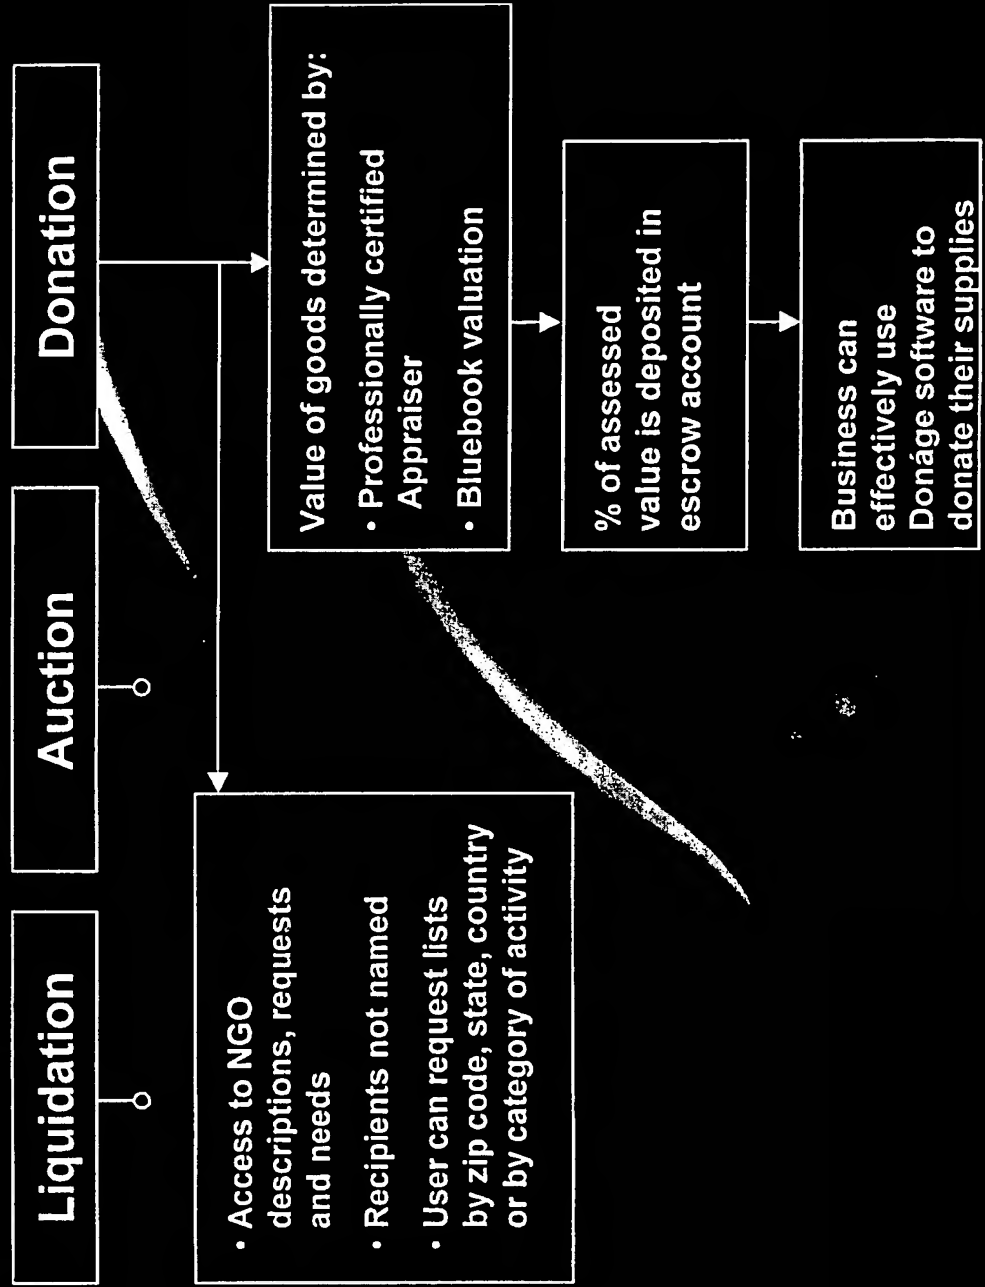 Liquidation
Auction
Donation
• Access to NGO
descriptions, requests
and needs
• Recipients not named
• User can request lists
by zip code, state, country
or by category of activity
Value of goods determined by:
• Professionally certified
Appraiser
• Bluebook valuation
% of assessed
value is deposited in
escrow account
Business can
effectively use
Donáge software to
donate their supplies